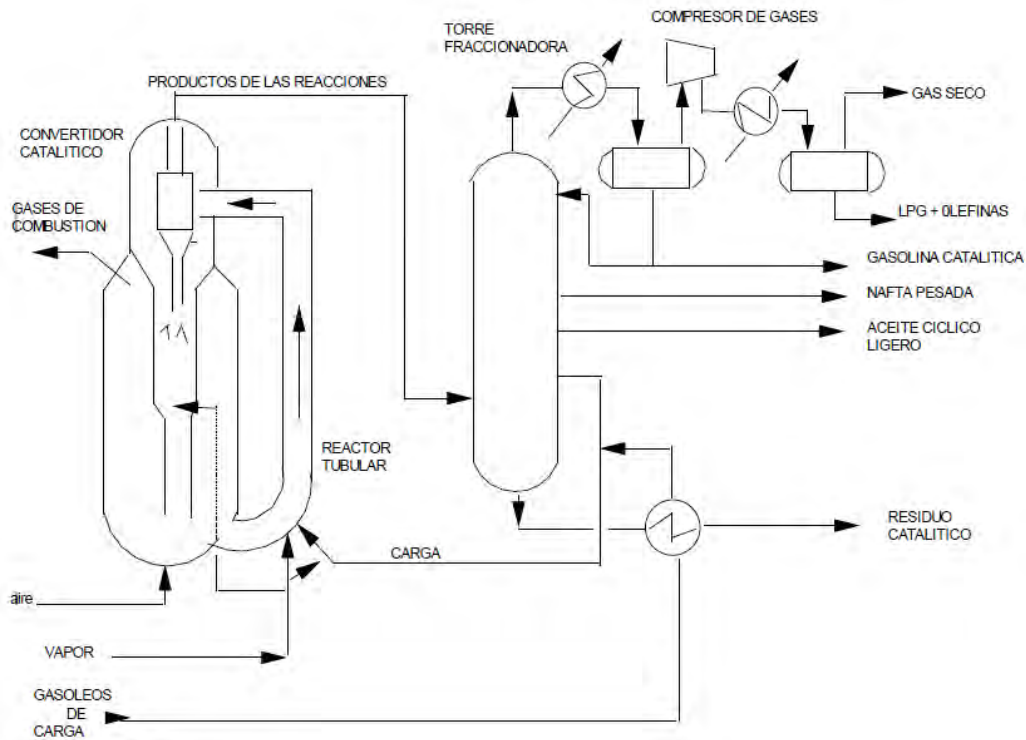 COMPRESOR DE GASES
TORRE
FRACCIONADORA
PRODUCTOS DE LAS REACCIONES
GAS SECO
CONVERTIDOR
CATALITICO
GASES DE
COMBUSTION
LPG + 0LEFINAS
GASOLINA CATALITICA
NAFTA PESADA
ACEITE CICLICO
LIGERO
REACTOR
TUBULAR
RESIDUO
CATALITICO
CARGA
aire
VAPOR
GASOLEOS
DE
CARGA